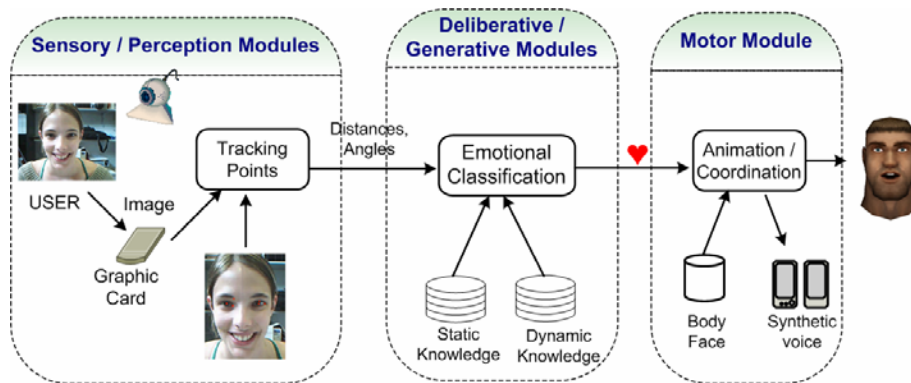 Sensory / Perception Modules
Deliberative /
Generative Modules
Motor Module
USER
Image
Graphic
Card
Tracking
Points
Distances,
Angles
Emotional
Classification
Static
Knowledge
Dynamic
Knowledge
Animation /
Coordination
Body
Face
Synthetic
voice